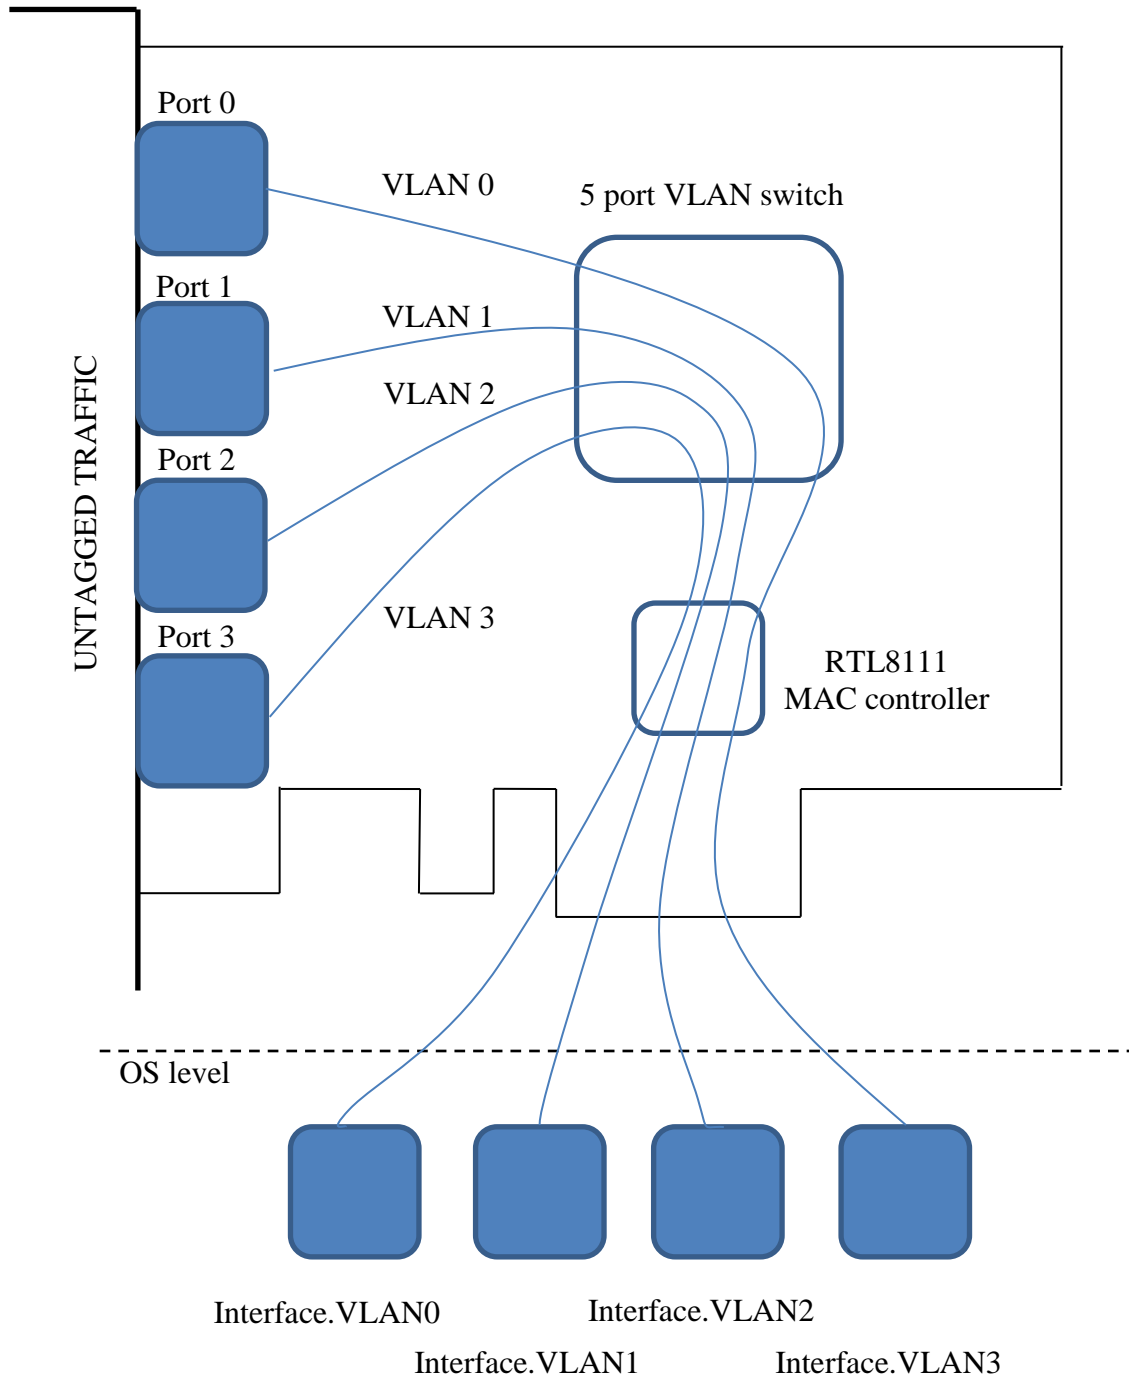 Port 0
VLAN 0
5 port VLAN switch
Port 1
VLAN 1
VLAN 2
UNTAGGED TRAFFIC
Port 2
VLAN 3
Port 3
RTL8111
MAC controller
OS level
Interface.VLAN0
Interface.VLAN2
Interface.VLAN1
Interface.VLAN3